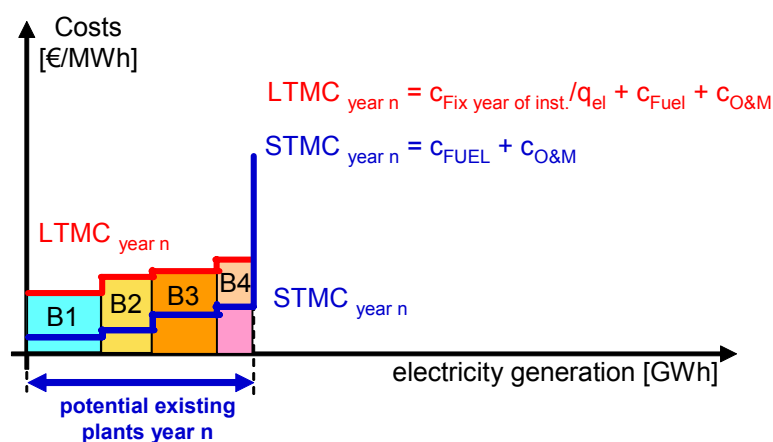 Costs
[€/MWh]
LTMC year n = cFix year of inst./qel + cFuel + cO&M
STMC year n = cFUEL + cO&M
LTMC year n
B1
B2
B3
B4
STMC year n
electricity generation [GWh]
potential existing
plants year n